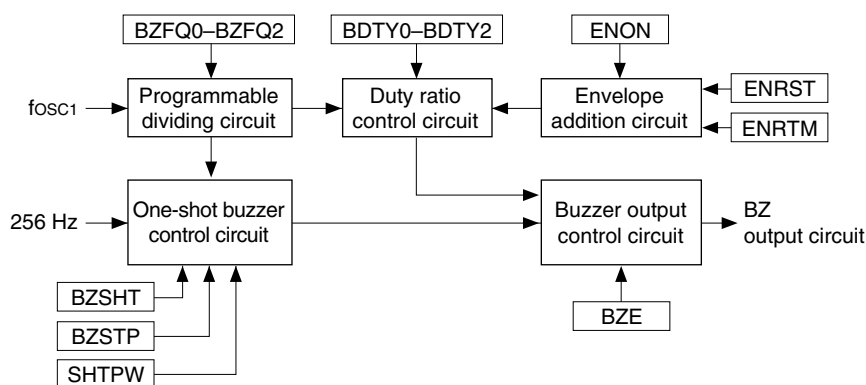 BZFQ0–BZFQ2
BDTY0–BDTY2
ENON
fOSC1
Programmable
dividing circuit
Duty ratio
control circuit
Envelope
addition circuit
ENRST
ENRTM
256 Hz
One-shot buzzer
control circuit
Buzzer output
control circuit
BZ
output circuit
BZSHT
BZSTP
SHTPW
BZE